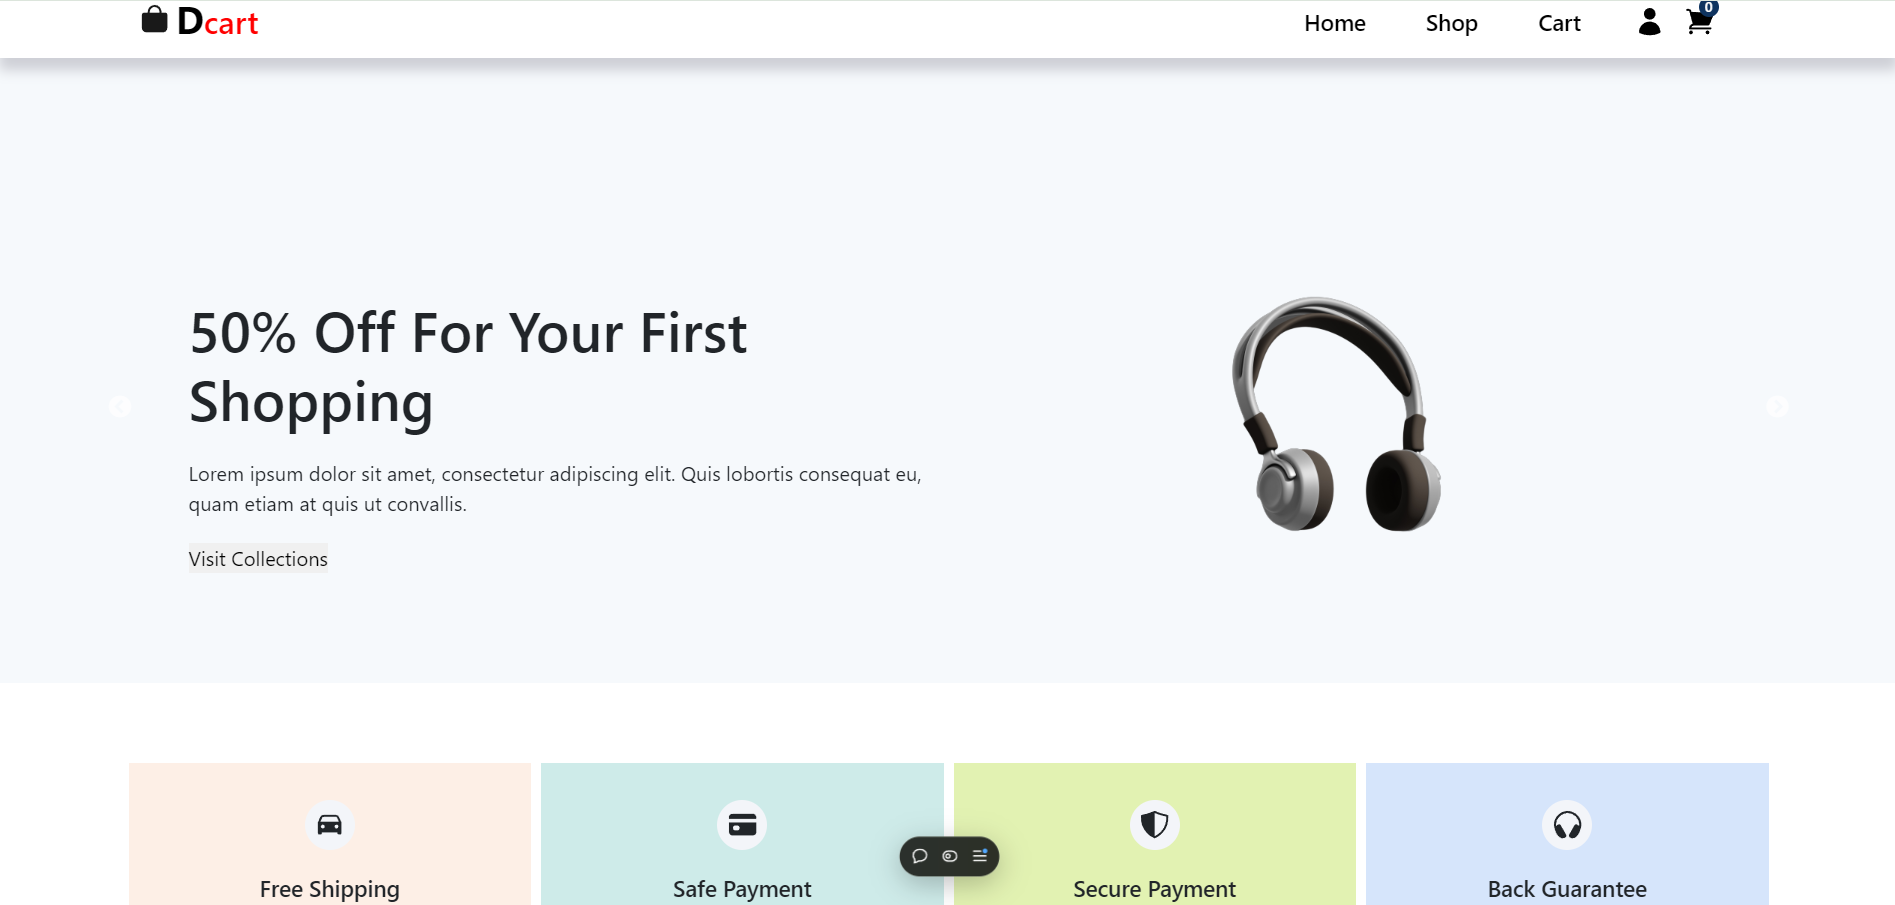 Dcart
Home Shop Cart 0
50% Off For Your First
Shopping
Lorem ipsum dolor sit amet, consectetur adipiscing elit. Quis lobortis consequat eu,
quam etiam at quis ut convallis.
Visit Collections
Free Shipping
Safe Payment
Secure Payment
Back Guarantee